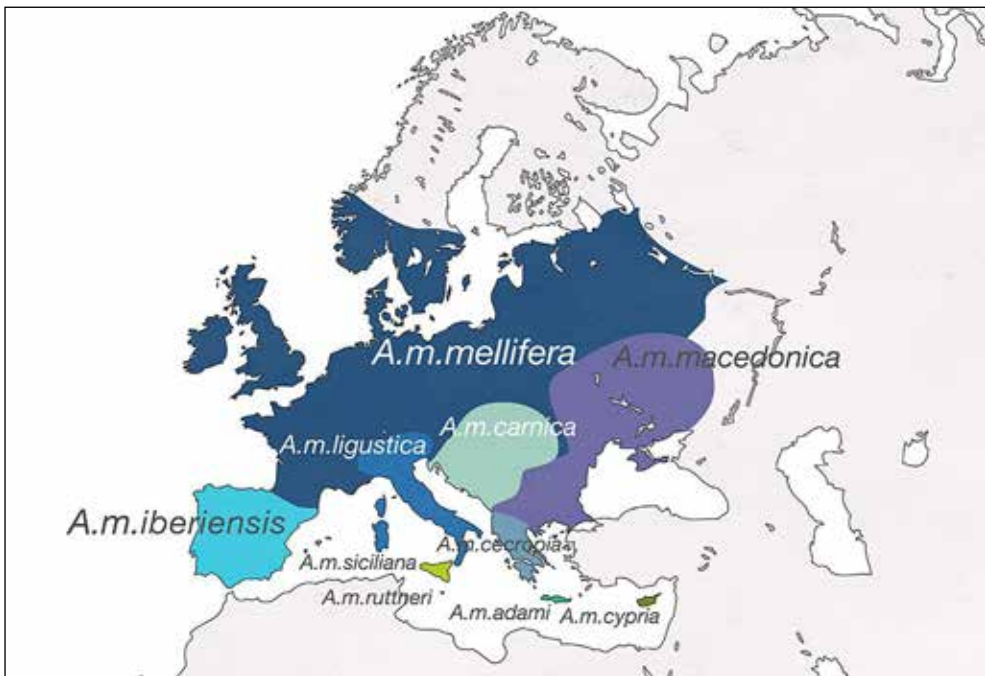 A.m.mellifera
A.m.macedonica
A.m.ligustica
A.m.carnica
A.m.iberiensis
A.m.cecropia
A.m.siciliana
A.m.ruttneri
A.m.adami
A.m.cypria